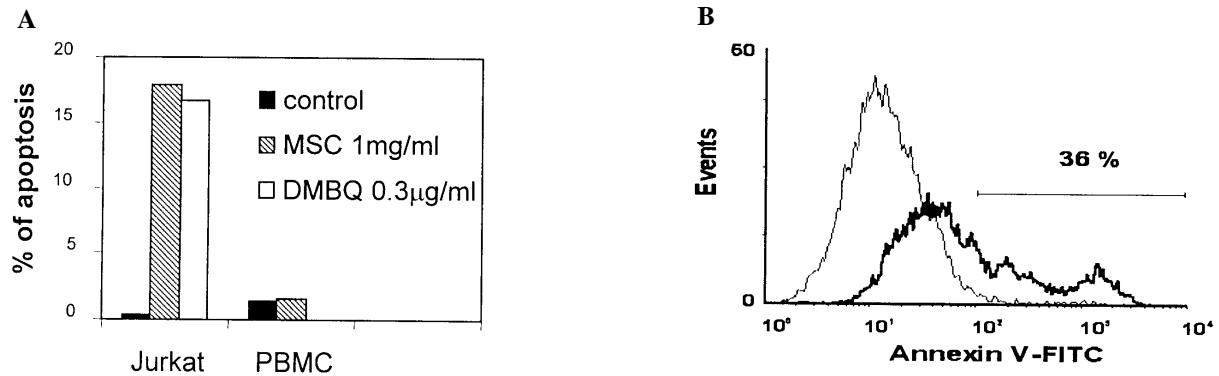 A
% of apoptosis
20
15
10
5
0
control
MSC 1mg/ml
DMBQ 0.3μg/ml
Jurkat
PBMC
B
Events
60
0
36 %
10⁰
10¹
10²
10³
10⁴
Annexin V-FITC